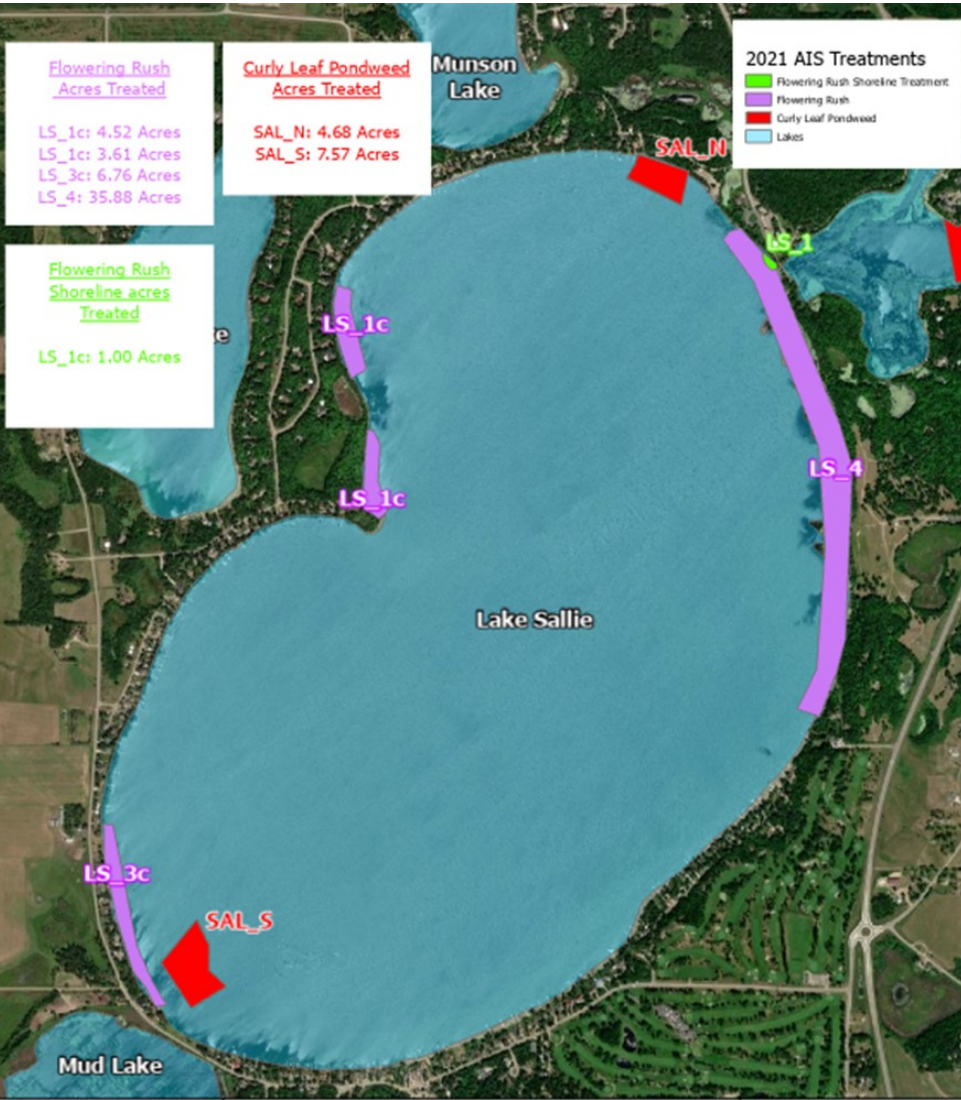 Flowering Rush
Acres Treated
LS_1c: 4.52 Acres
LS_1c: 3.61 Acres
LS_3c: 6.76 Acres
LS_4: 35.88 Acres
Curly Leaf Pondweed
Acres Treated
SAL_N: 4.68 Acres
SAL_S: 7.57 Acres
Munson
Lake
2021 AIS Treatments
Flowering Rush Shoreline Treatment
Flowering Rush
Curly Leaf Pondweed
Lakes
SAL_N
LS_1
Flowering Rush
Shoreline acres
Treated
LS_1c: 1.00 Acres
LS_1c
LS_1c
LS_4
Lake Sallie
LS_3c
SAL_S
Mud Lake